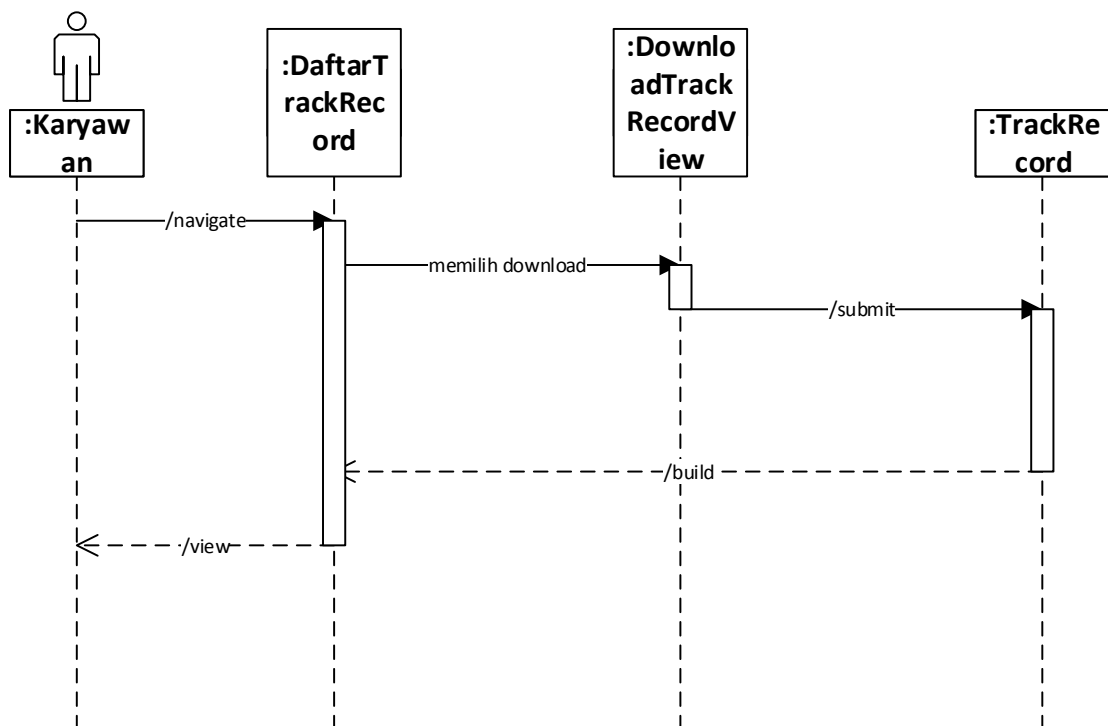 :Karyaw
an
:DaftarT
rackRec
ord
:Downlo
adTrack
RecordV
iew
:TrackRe
cord
/navigate
memilih download
/submit
/build
/view